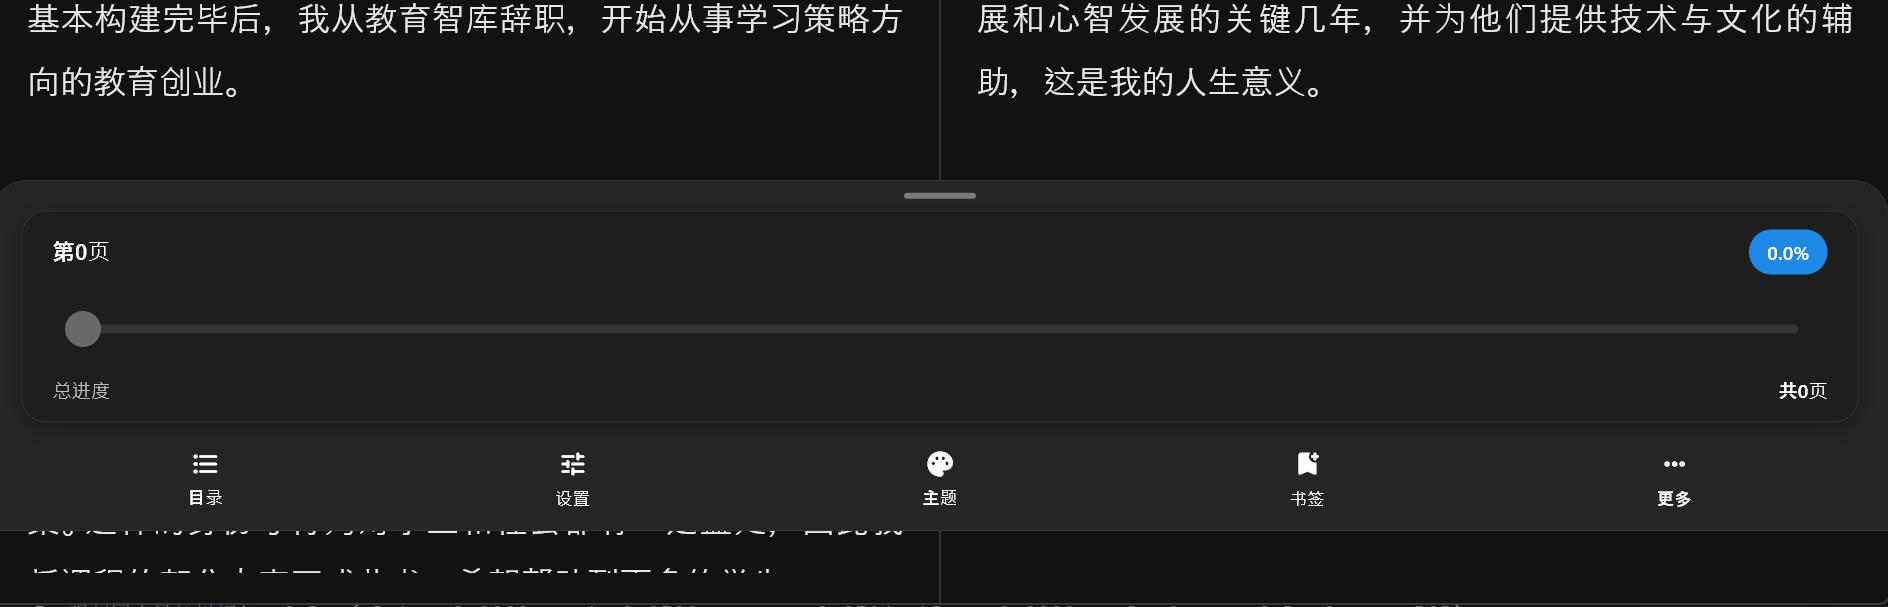 基本构建完毕后，我从教育智库辞职，开始从事学习策略方
向的教育创业。
展和心智发展的关键几年，并为他们提供技术与文化的辅
助，这是我的人生意义。
第0页
0.0%
总进度
共0页
目录
设置
主题
书签
更多